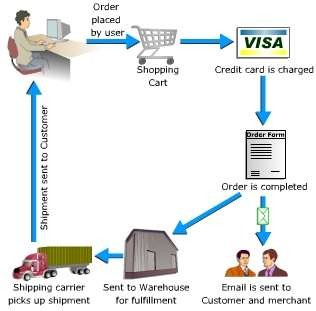 Order
placed
by user
Shopping
Cart
VISA
Credit card is charged
Order Form
Order is completed
Shipment sent to Customer
Shipping carrier
picks up shipment
Sent to Warehouse
for fulfillment
Email is sent to
Customer and merchant